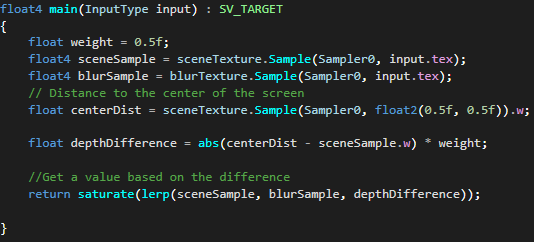 float4 main(InputType input) : SV_TARGET
{
float weight = 0.5f;
float4 sceneSample = sceneTexture.Sample(Sampler0, input.tex);
float4 blurSample = blurTexture.Sample(Sampler0, input.tex);
// Distance to the center of the screen
float centerDist = sceneTexture.Sample(Sampler0, float2(0.5f, 0.5f)).w;
float depthDifference = abs(centerDist - sceneSample.w) * weight;
//Get a value based on the difference
return saturate(lerp(sceneSample, blurSample, depthDifference));
}